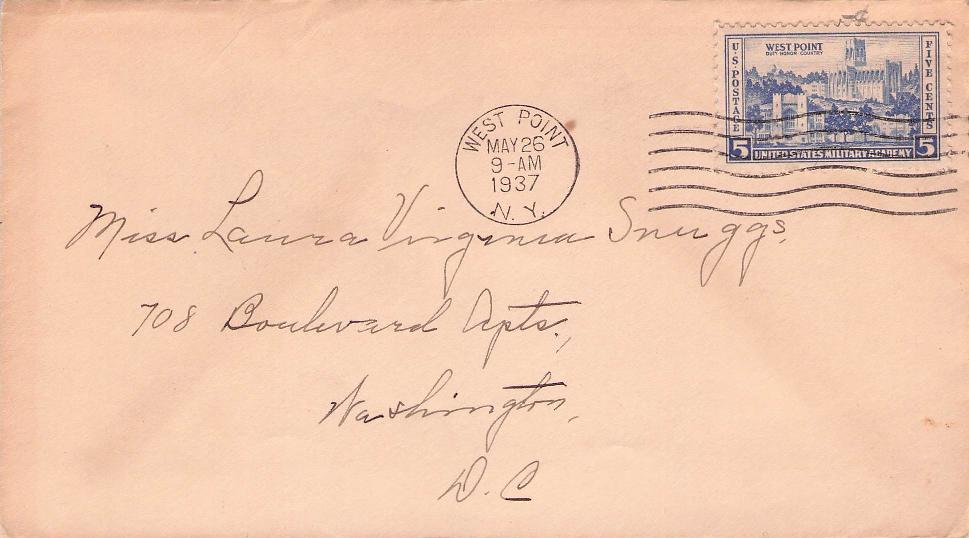 WEST POINT
DUTY HONOR COUNTRY
U.S. POSTAGE
FIVE CENTS
5 UNITED STATES MILITARY ACADEMY 5
WEST POINT
MAY 26
9-AM
1937
N.Y.
Miss Laura Virginia Snuggs,
708 Boulevard Apts.,
Washington,
D.C